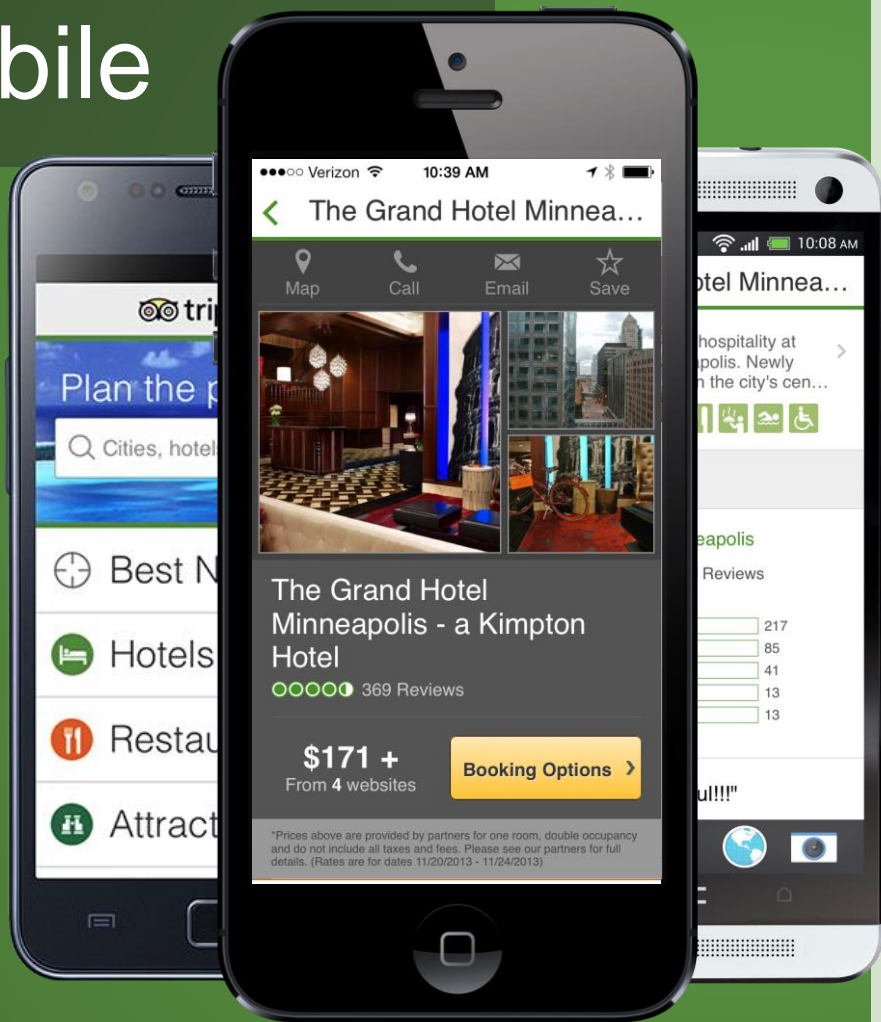 bile
Verizon 10:39 AM
The Grand Hotel Minnea...
Map Call Email Save
The Grand Hotel
Minneapolis - a Kimpton
Hotel
369 Reviews
$171 +
From 4 websites
Booking Options
*Prices above are provided by partners for one room, double occupancy
and do not include all taxes and fees. Please see our partners for full
details. (Rates are for dates 11/20/2013 - 11/24/2013)
trip
Plan the p
Cities, hotels
Best N
Hotels
Restau
Attract
10:08 AM
otel Minnea...
hospitality at
apolis. Newly
n the city's cen...
eapolis
Reviews
217
85
41
13
13
ul!!!"